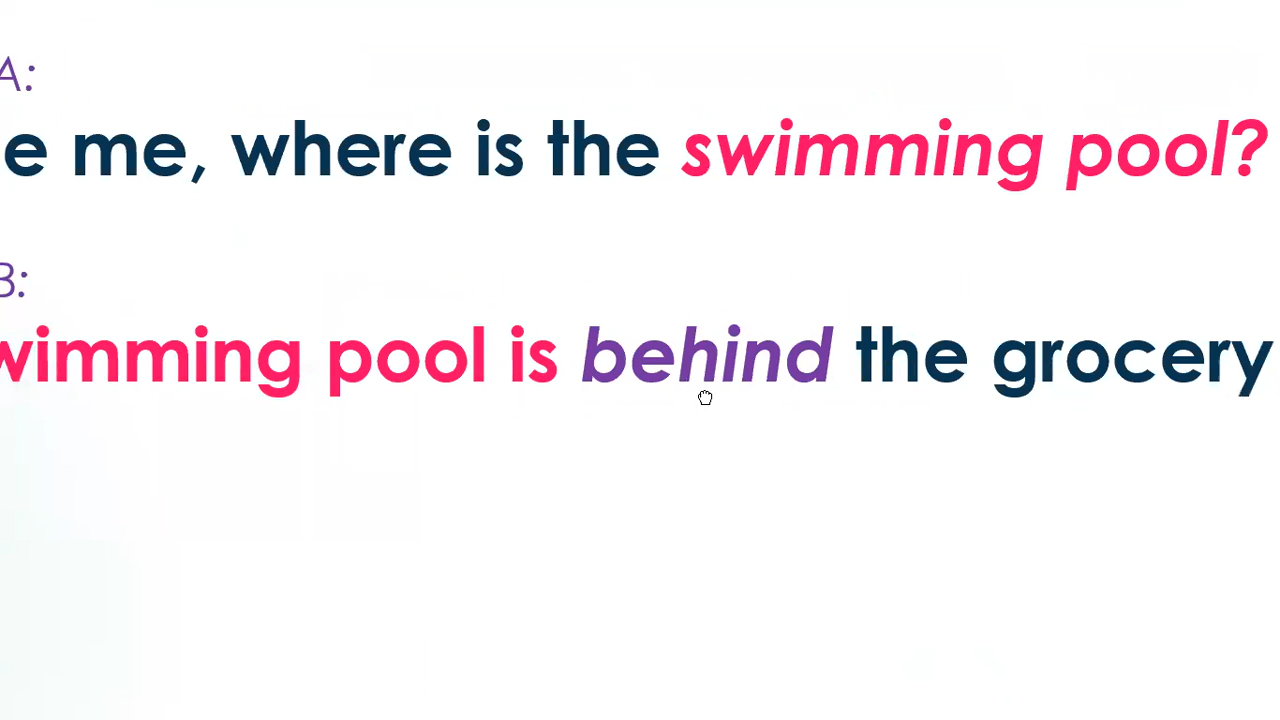 A:
e me, where is the swimming pool?
B:
wimming pool is behind the grocery